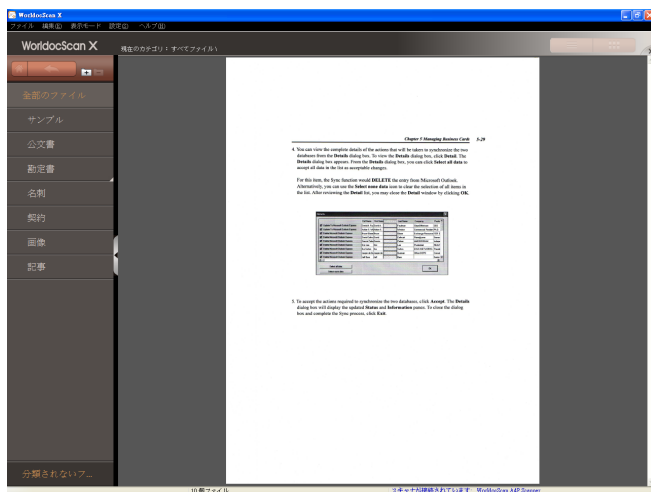 WorldocScan X
ファイル 編集(E) 表示モード 設定(G) ヘルプ(H)
WorldocScan X
現在のカテゴリ: すべてファイル\
全部のファイル
サンプル
公文書
勘定書
名刺
契約
画像
記事
分類されないフ...
Chapter 5 Managing Business Cards 5-20
4. You can view the complete details of the actions that will be taken to synchronize the two
databases from the Details dialog box. To view the Details dialog box, click Detail. The
Details dialog box appears. From the Details dialog box, you can click Select all data to
accept all data in the list as acceptable changes.
For this item, the Sync function would DELETE the entry from Microsoft Outlook.
Alternatively, you can use the Select none data icon to clear the selection of all items in
the list. After reviewing the Detail list, you may close the Detail window by clicking OK.
5. To accept the actions required to synchronize the two databases, click Accept. The Details
dialog box will display the updated Status and Information panes. To close the dialog
box and complete the Sync process, click Exit.
10 個ファイル
スキャナが接続されています: WorldocScan A4P Scanner